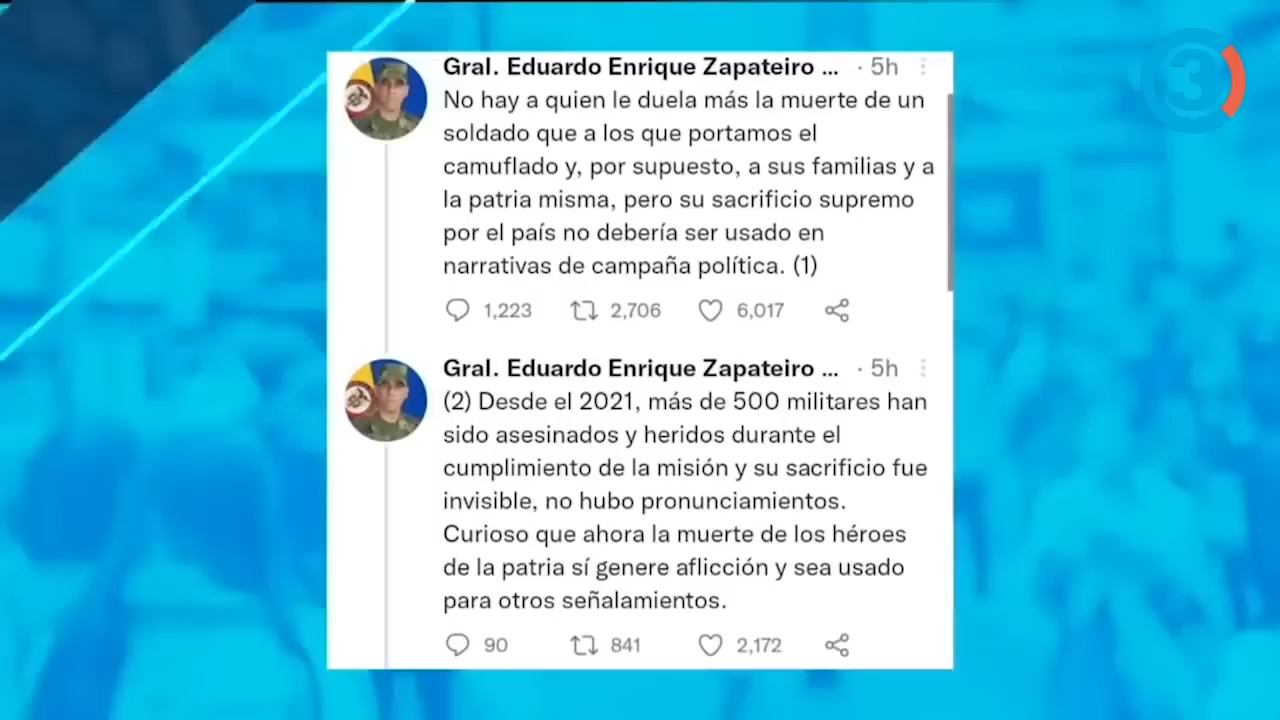 Gral. Eduardo Enrique Zapateiro ... · 5h
No hay a quien le duela más la muerte de un
soldado que a los que portamos el
camuflado y, por supuesto, a sus familias y a
la patria misma, pero su sacrificio supremo
por el país no debería ser usado en
narrativas de campaña política. (1)
1,223 2,706 6,017
Gral. Eduardo Enrique Zapateiro ... · 5h
(2) Desde el 2021, más de 500 militares han
sido asesinados y heridos durante el
cumplimiento de la misión y su sacrificio fue
invisible, no hubo pronunciamientos.
Curioso que ahora la muerte de los héroes
de la patria sí genere aflicción y sea usado
para otros señalamientos.
90 841 2,172
3